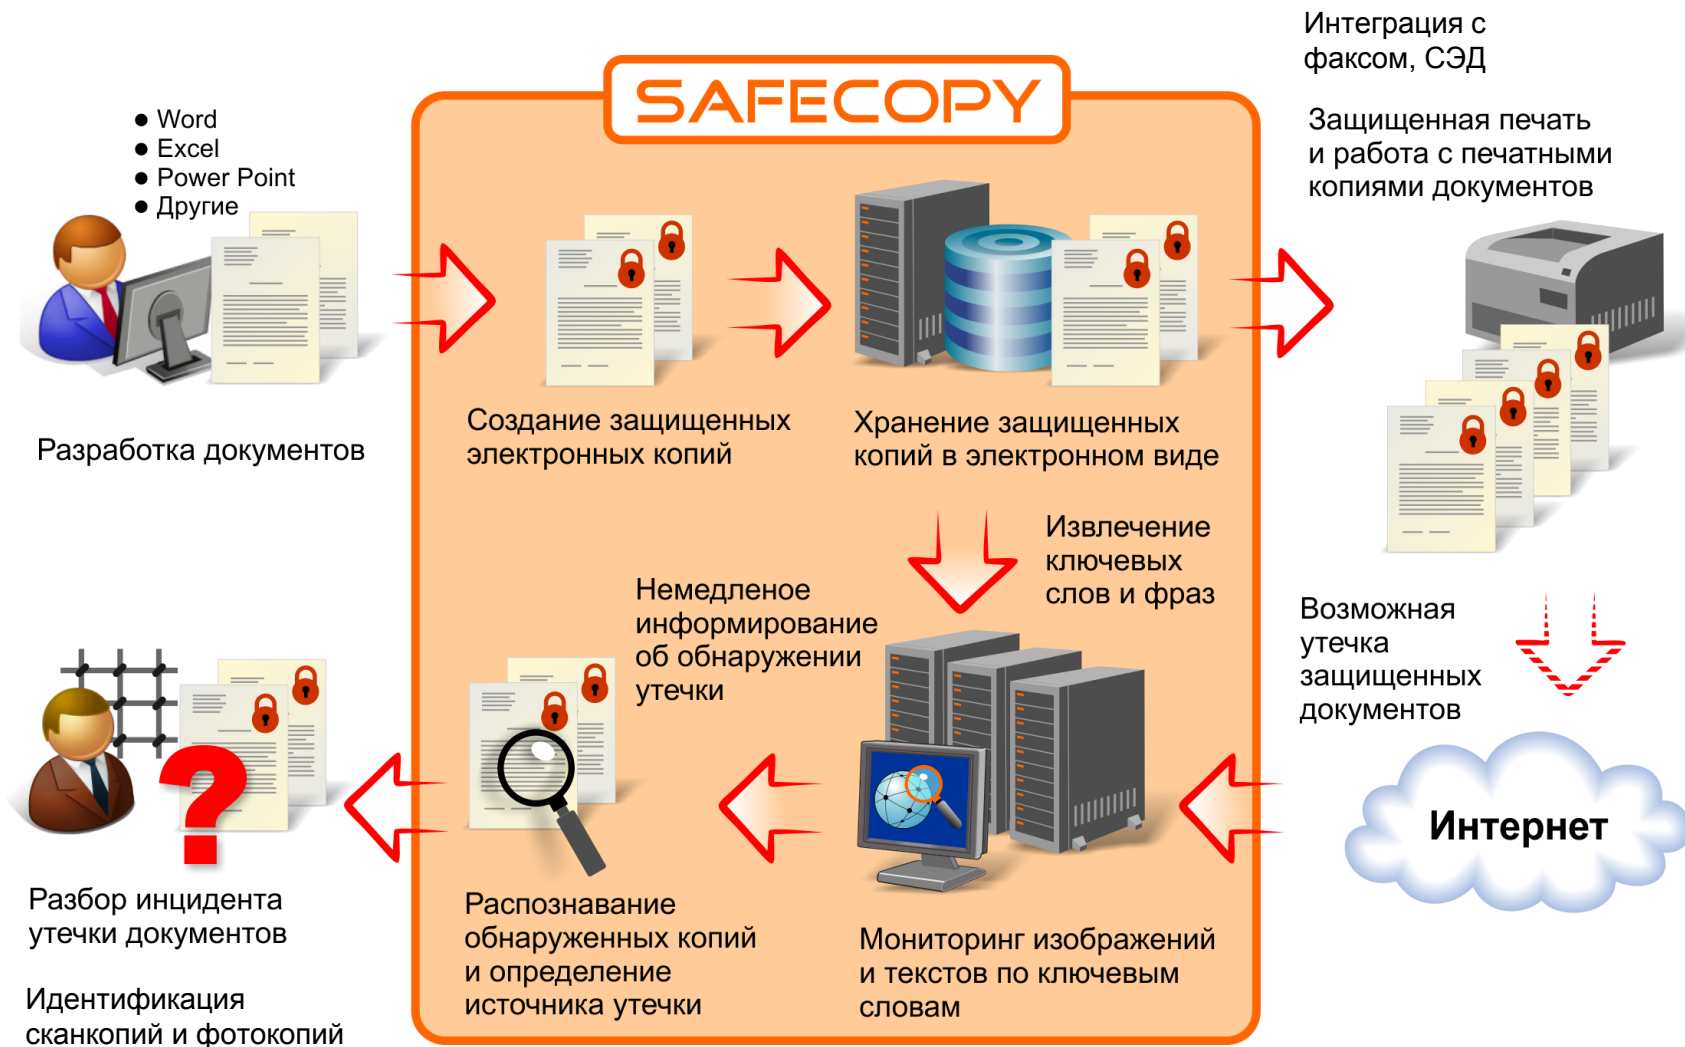 SAFECOPY
Интеграция с
факсом, СЭД
Защищенная печать
и работа с печатными
копиями документов
● Word
● Excel
● Power Point
● Другие
Разработка документов
Создание защищенных
электронных копий
Хранение защищенных
копий в электронном виде
Извлечение
ключевых
слов и фраз
Немедленое
информирование
об обнаружении
утечки
Возможная
утечка
защищенных
документов
Интернет
Мониторинг изображений
и текстов по ключевым
словам
Распознавание
обнаруженных копий
и определение
источника утечки
?
Разбор инцидента
утечки документов
Идентификация
сканкопий и фотокопий